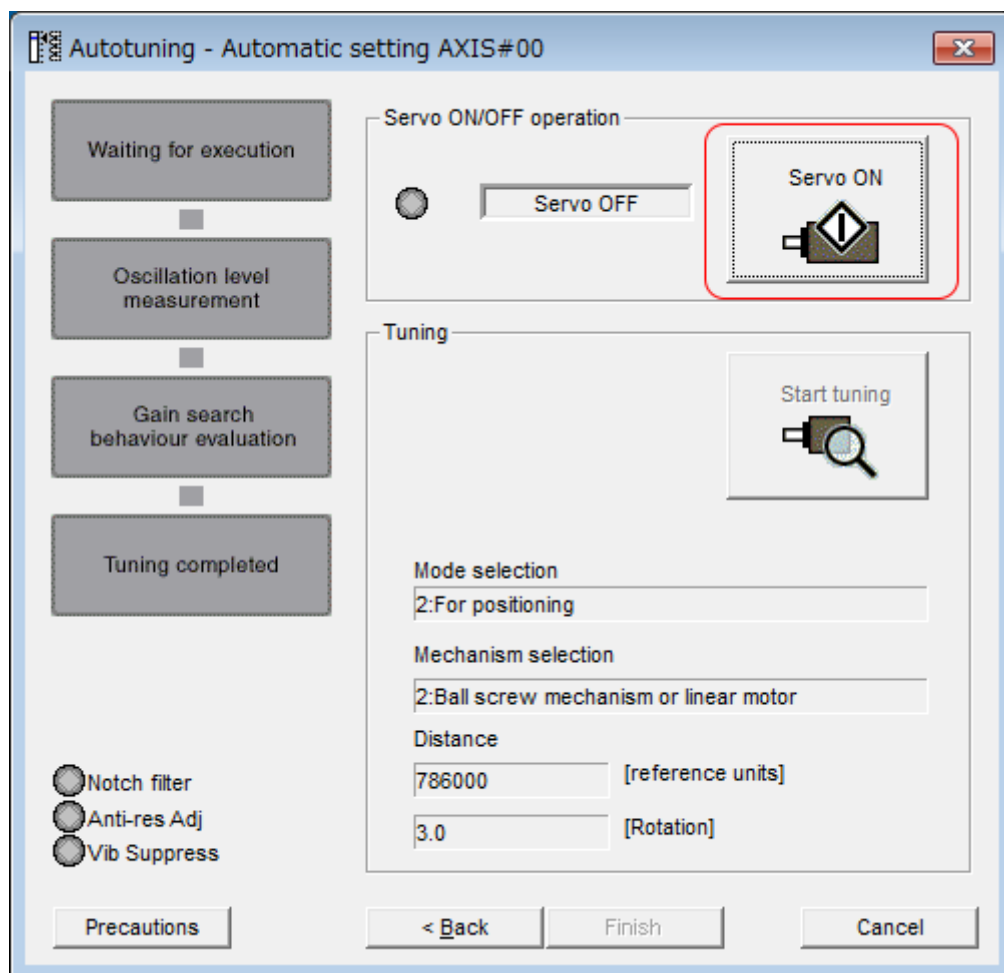 Autotuning - Automatic setting AXIS#00
Waiting for execution
Oscillation level
measurement
Gain search
behaviour evaluation
Tuning completed
Notch filter
Anti-res Adj
Vib Suppress
Servo ON/OFF operation
Servo OFF
Servo ON
Tuning
Start tuning
Mode selection
2:For positioning
Mechanism selection
2:Ball screw mechanism or linear motor
Distance
786000 [reference units]
3.0 [Rotation]
Precautions
< Back
Finish
Cancel